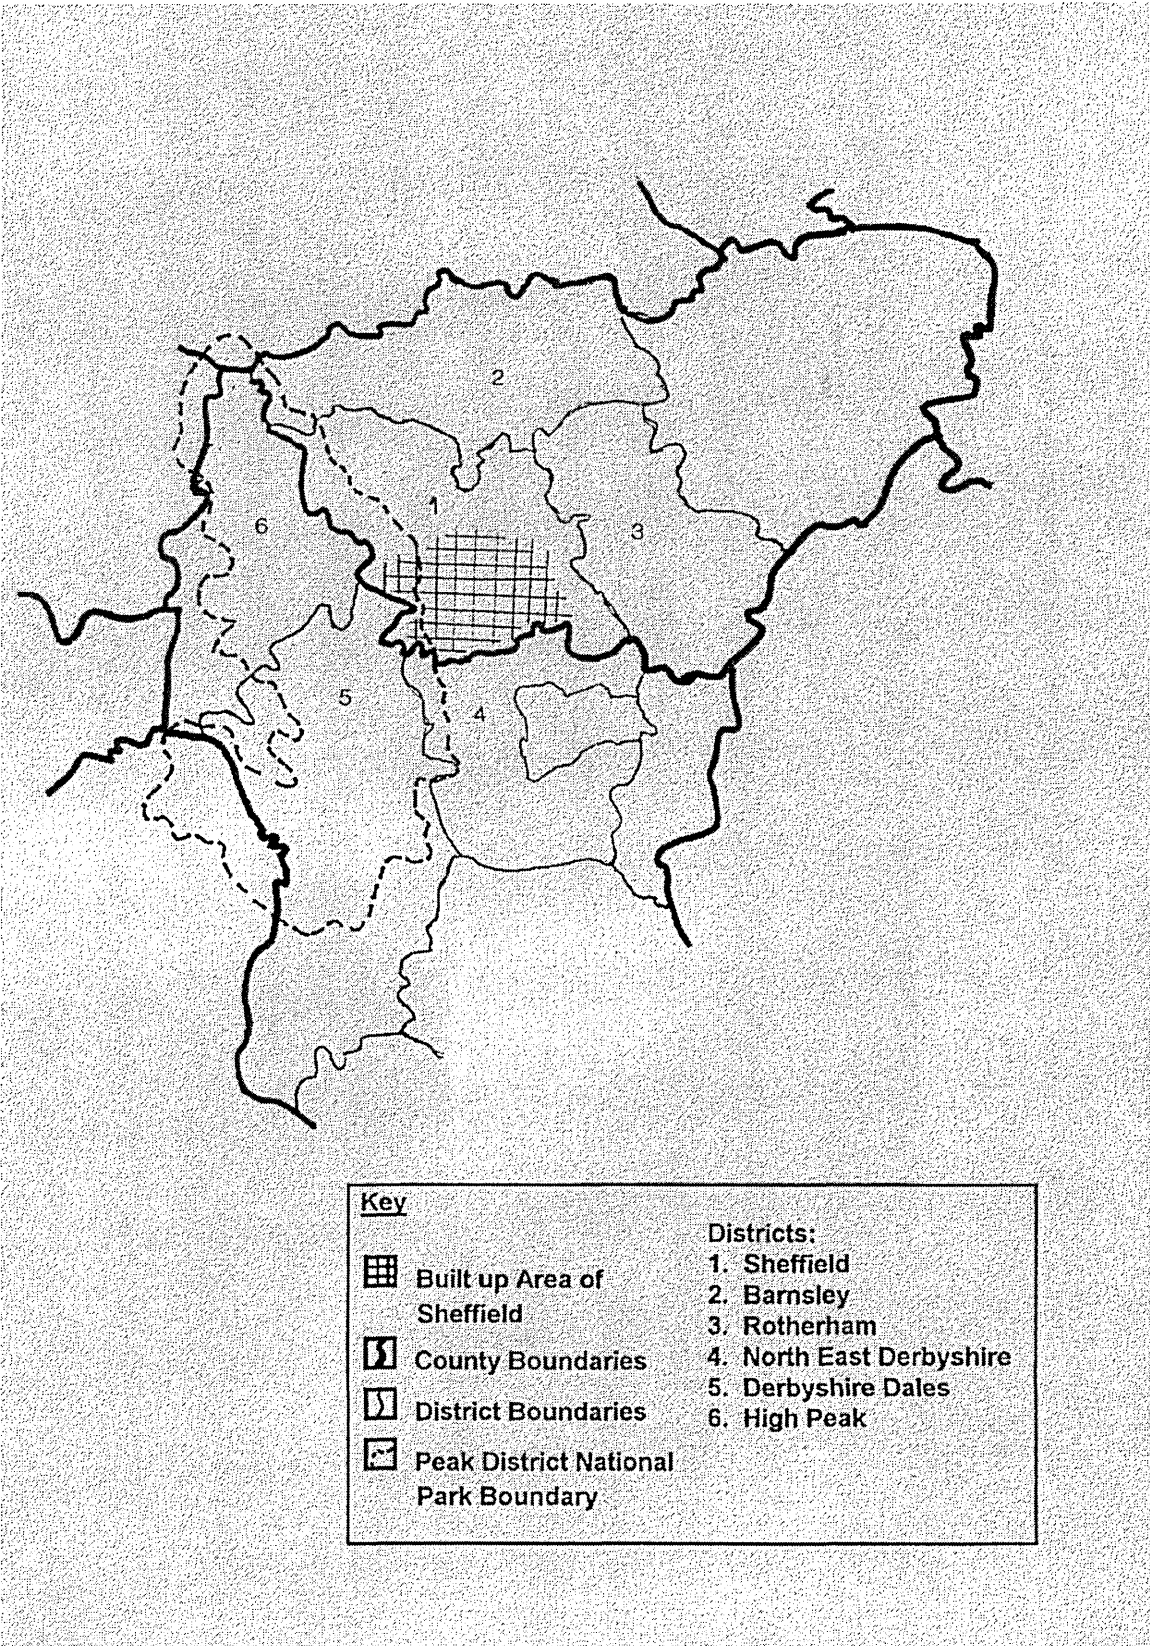 2
1
6
3
5
4
Key
Built up Area of
Sheffield
County Boundaries
District Boundaries
Peak District National
Park Boundary
Districts:
1. Sheffield
2. Barnsley
3. Rotherham
4. North East Derbyshire
5. Derbyshire Dales
6. High Peak